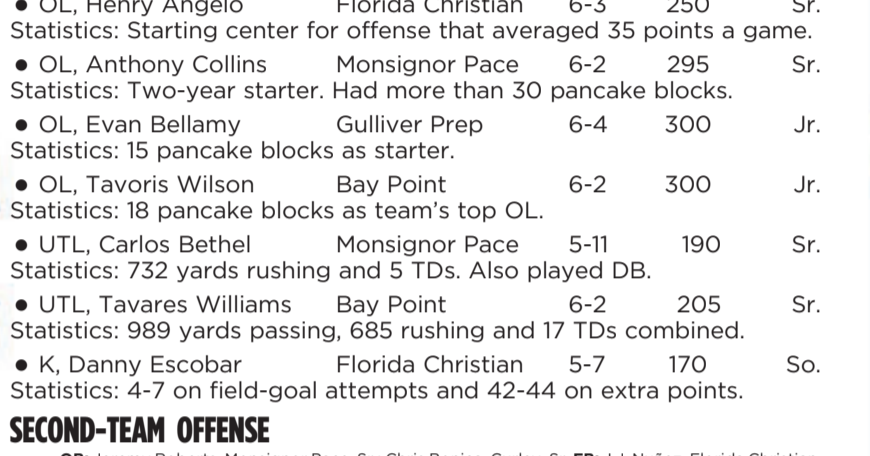 • OL, Henry Angelo Florida Christian 6-3 250 Sr.
Statistics: Starting center for offense that averaged 35 points a game.
• OL, Anthony Collins Monsignor Pace 6-2 295 Sr.
Statistics: Two-year starter. Had more than 30 pancake blocks.
• OL, Evan Bellamy Gulliver Prep 6-4 300 Jr.
Statistics: 15 pancake blocks as starter.
• OL, Tavoris Wilson Bay Point 6-2 300 Jr.
Statistics: 18 pancake blocks as team's top OL.
• UTL, Carlos Bethel Monsignor Pace 5-11 190 Sr.
Statistics: 732 yards rushing and 5 TDs. Also played DB.
• UTL, Tavares Williams Bay Point 6-2 205 Sr.
Statistics: 989 yards passing, 685 rushing and 17 TDs combined.
• K, Danny Escobar Florida Christian 5-7 170 So.
Statistics: 4-7 on field-goal attempts and 42-44 on extra points.
SECOND-TEAM OFFENSE